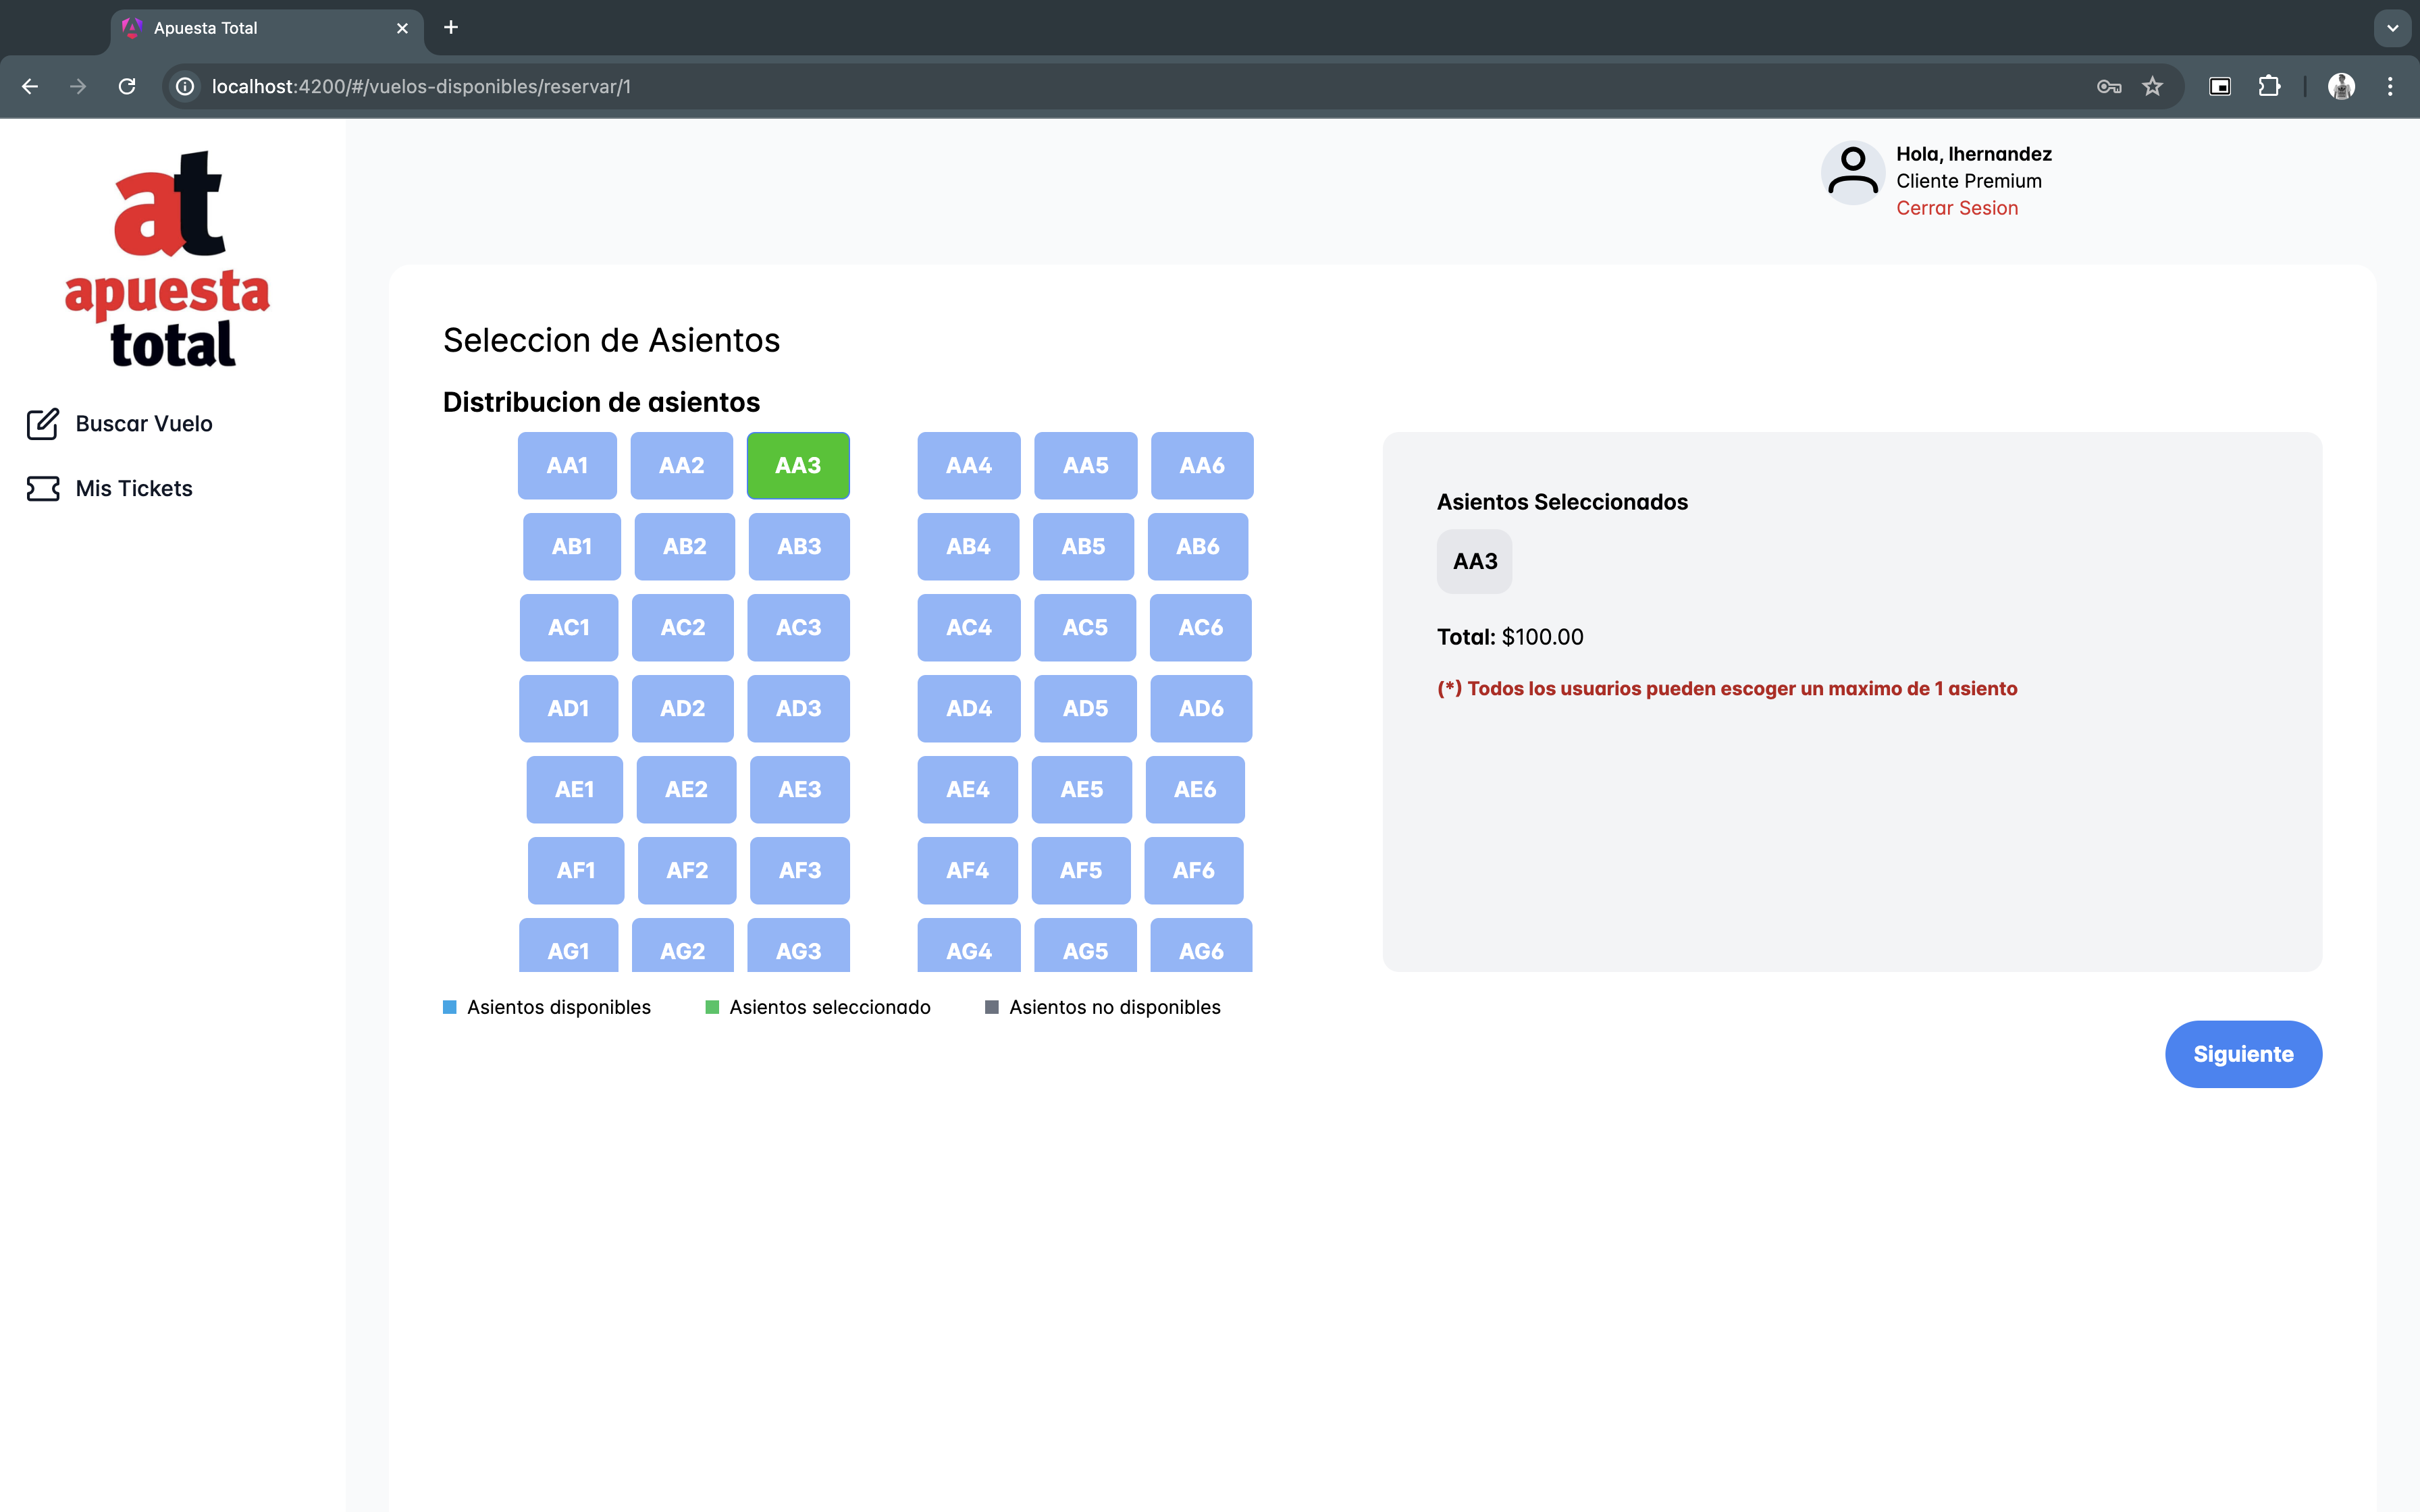 Apuesta Total
localhost:4200/#/vuelos-disponibles/reservar/1
at
apuesta
total
Hola, lhernandez
Cliente Premium
Cerrar Sesion
Buscar Vuelo
Mis Tickets
Seleccion de Asientos
Distribucion de asientos
AA1 AA2 AA3 AA4 AA5 AA6
AB1 AB2 AB3 AB4 AB5 AB6
AC1 AC2 AC3 AC4 AC5 AC6
AD1 AD2 AD3 AD4 AD5 AD6
AE1 AE2 AE3 AE4 AE5 AE6
AF1 AF2 AF3 AF4 AF5 AF6
AG1 AG2 AG3 AG4 AG5 AG6
Asientos disponibles
Asientos seleccionado
Asientos no disponibles
Asientos Seleccionados
AA3
Total: $100.00
(*) Todos los usuarios pueden escoger un maximo de 1 asiento
Siguiente